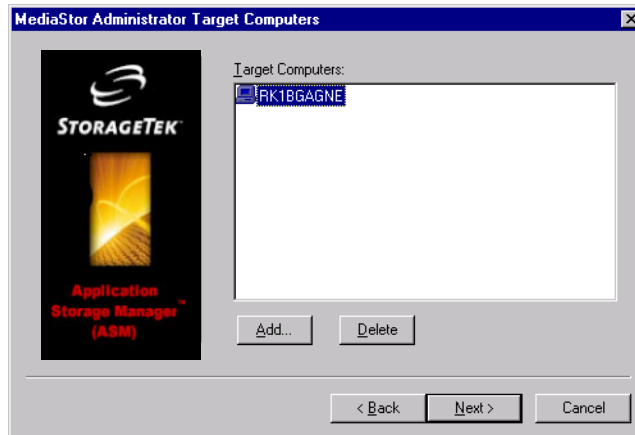 MediaStor Administrator Target Computers
STORAGETEK
Application
Storage Manager™
(ASM)
Target Computers:
RK1BGAGNE
Add...
Delete
< Back
Next >
Cancel